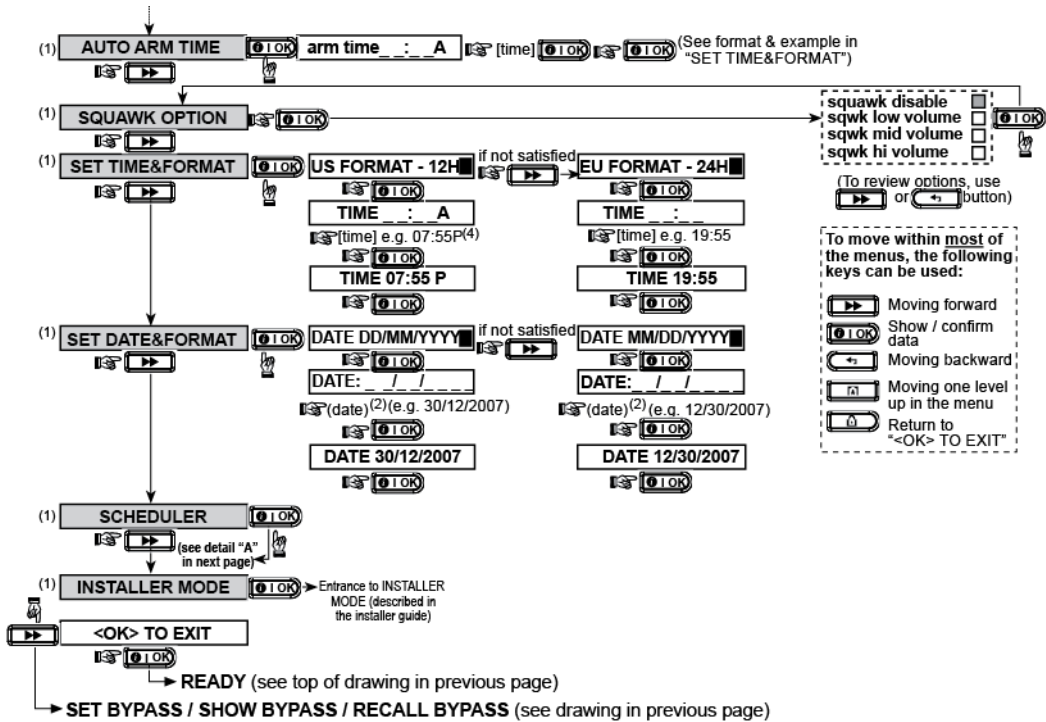 (1) AUTO ARM TIME I OK arm time_ _:_ _A [time] I OK I OK (See format & example in
"SET TIME&FORMAT")
(1) SQUAWK OPTION I OK
squawk disable
sqwk low volume
sqwk mid volume
sqwk hi volume
I OK
(To review options, use
or button)
(1) SET TIME&FORMAT I OK US FORMAT - 12H if not satisfied EU FORMAT - 24H
I OK I OK
TIME _ _:_ _ A TIME _ _:_ _
[time] e.g. 07:55P(4) [time] e.g. 19:55
I OK I OK
TIME 07:55 P TIME 19:55
I OK I OK
(1) SET DATE&FORMAT I OK DATE DD/MM/YYYY if not satisfied DATE MM/DD/YYYY
I OK I OK
DATE: _ _/_ _/_ _ _ _ DATE:_ _/_ _/_ _ _ _
(date)(2) (e.g. 30/12/2007) (date)(2) (e.g. 12/30/2007)
I OK I OK
DATE 30/12/2007 DATE 12/30/2007
I OK I OK
To move within most of
the menus, the following
keys can be used:
Moving forward
I OK Show / confirm
data
Moving backward
Moving one level
up in the menu
Return to
"<OK> TO EXIT"
(1) SCHEDULER I OK
(see detail "A"
in next page)
(1) INSTALLER MODE I OK Entrance to INSTALLER
MODE (described in
the installer guide)
<OK> TO EXIT
I OK
READY (see top of drawing in previous page)
SET BYPASS / SHOW BYPASS / RECALL BYPASS (see drawing in previous page)